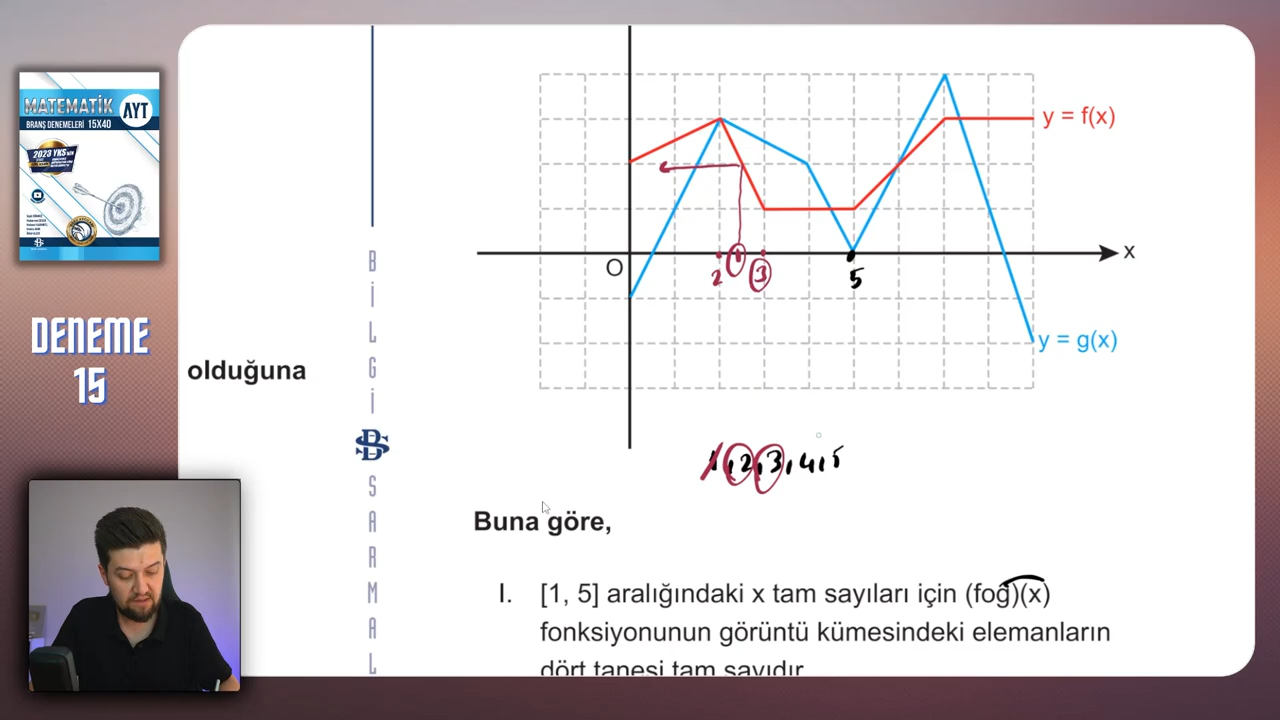 MATEMATİK
AYT
BRANŞ DENEMELERİ 15X40
2023 YKS'NİN
DENEME
15
olduğuna
B
İ
L
G
İ
S
A
R
M
A
L
y = f(x)
x
O
2
3
5
y = g(x)
1, 2, 3, 4, 5
Buna göre,
I. [1, 5] aralığındaki x tam sayıları için (fog)(x)
fonksiyonunun görüntü kümesindeki elemanların
dört tanesi tam sayıdır